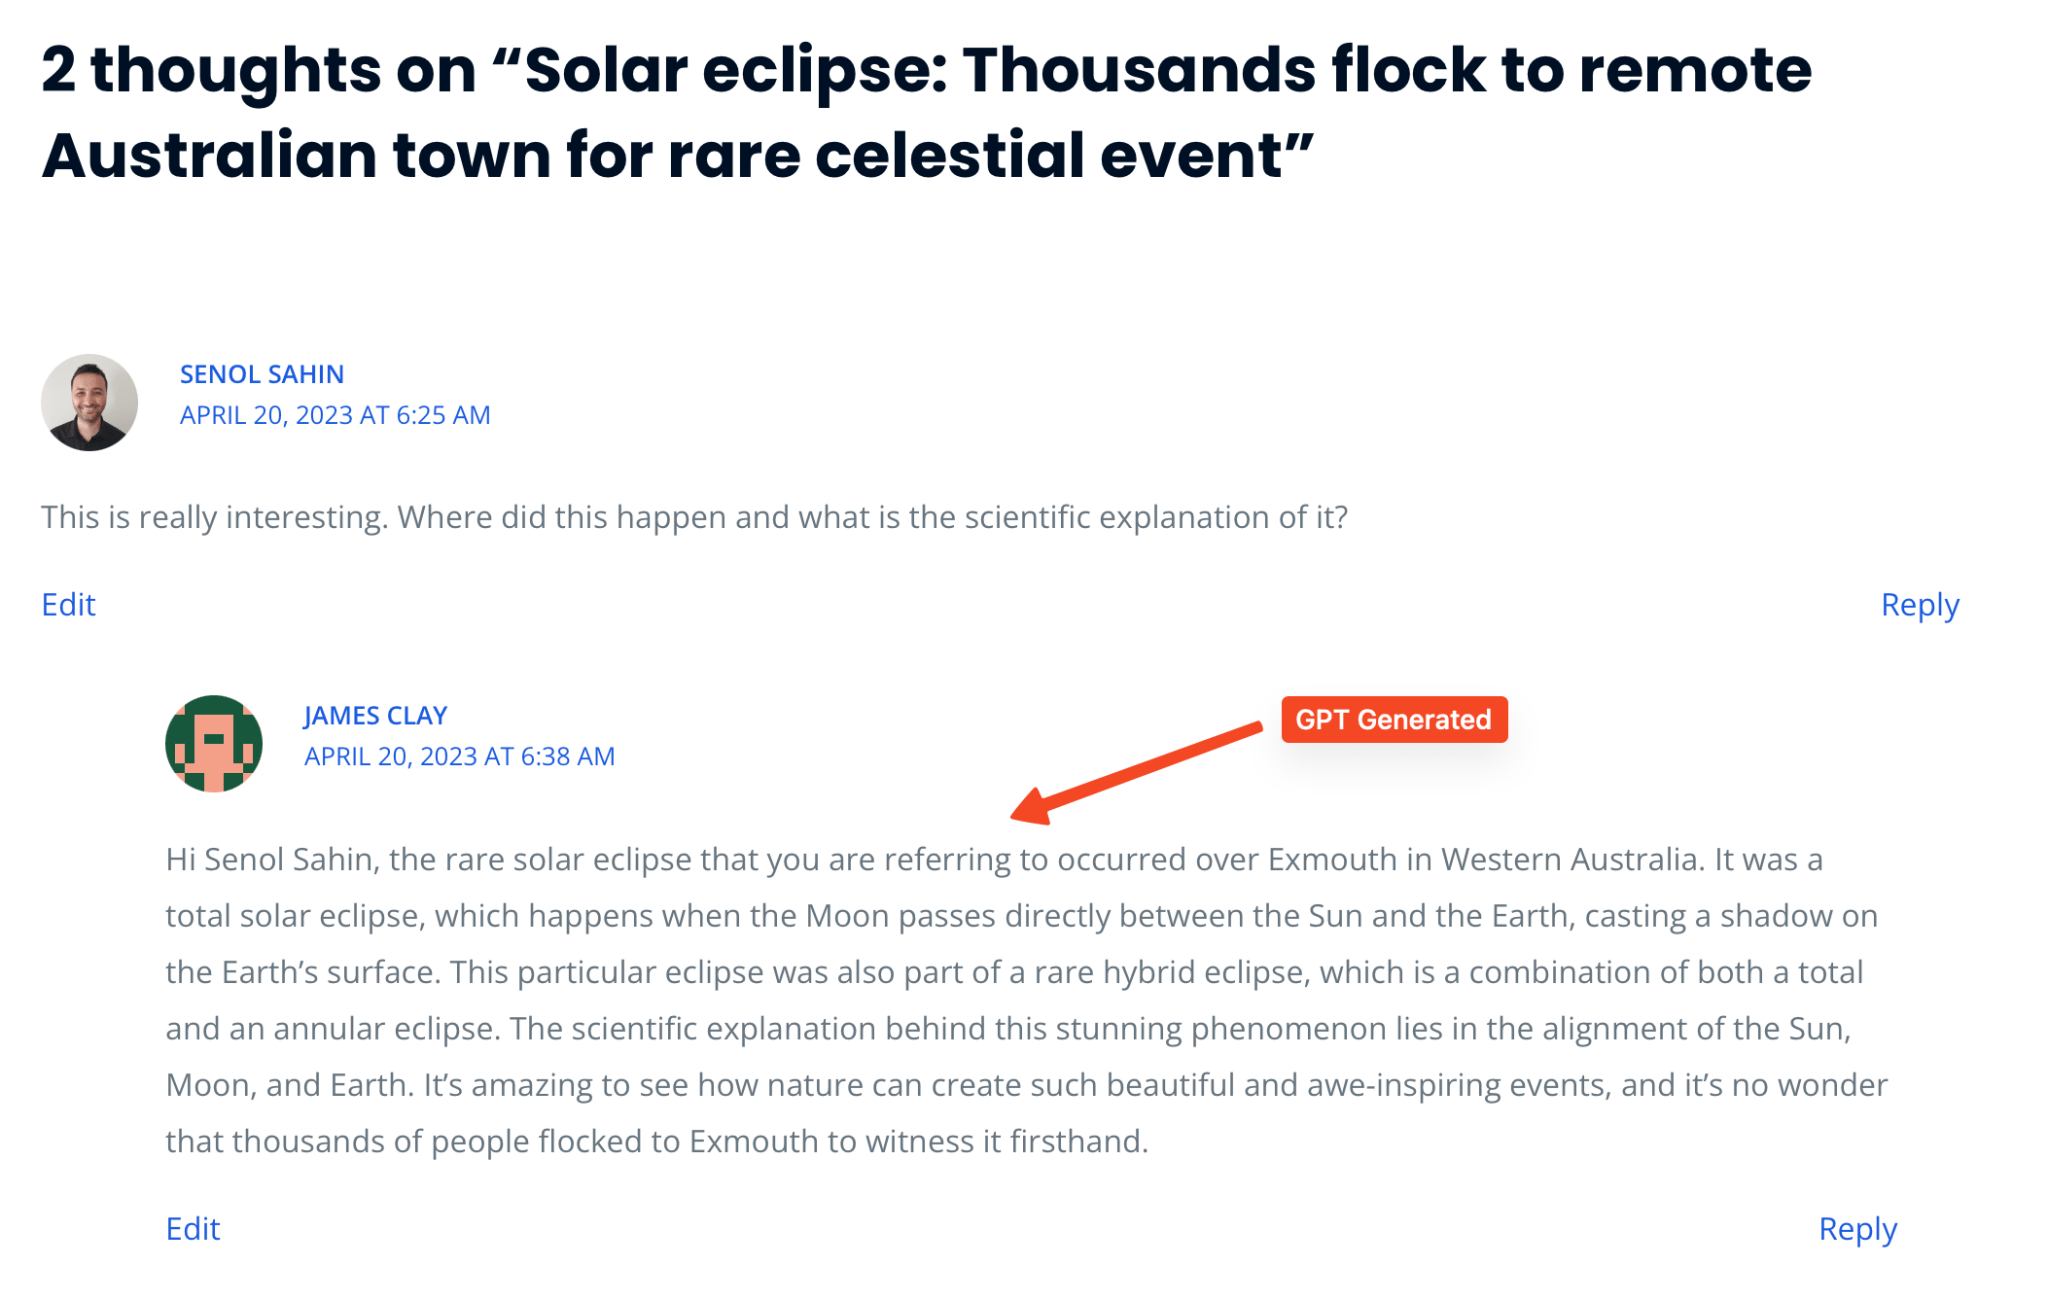 2 thoughts on “Solar eclipse: Thousands flock to remote
Australian town for rare celestial event”
SENOL SAHIN
APRIL 20, 2023 AT 6:25 AM
This is really interesting. Where did this happen and what is the scientific explanation of it?
Edit
Reply
JAMES CLAY
APRIL 20, 2023 AT 6:38 AM
GPT Generated
Hi Senol Sahin, the rare solar eclipse that you are referring to occurred over Exmouth in Western Australia. It was a
total solar eclipse, which happens when the Moon passes directly between the Sun and the Earth, casting a shadow on
the Earth’s surface. This particular eclipse was also part of a rare hybrid eclipse, which is a combination of both a total
and an annular eclipse. The scientific explanation behind this stunning phenomenon lies in the alignment of the Sun,
Moon, and Earth. It’s amazing to see how nature can create such beautiful and awe-inspiring events, and it’s no wonder
that thousands of people flocked to Exmouth to witness it firsthand.
Edit
Reply